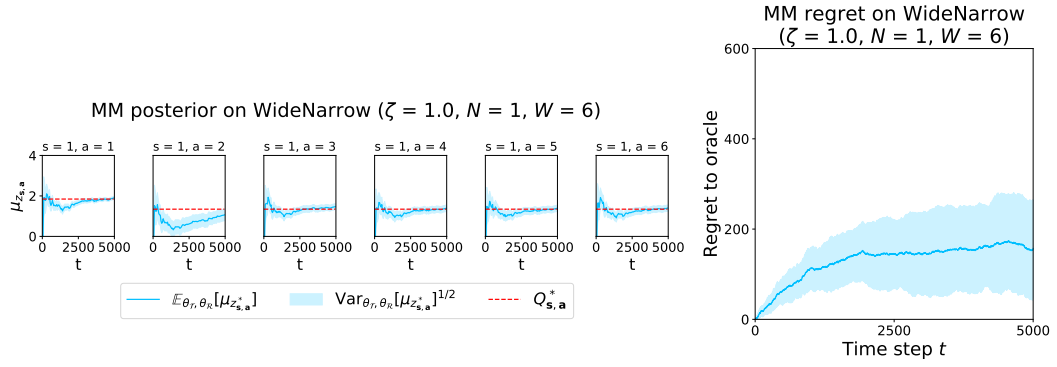 MM posterior on WideNarrow (ζ = 1.0, N = 1, W = 6)
s = 1, a = 1
s = 1, a = 2
s = 1, a = 3
s = 1, a = 4
s = 1, a = 5
s = 1, a = 6
4
2
0
μ_{z_{s,a}}
0 2500 5000
0 2500 5000
0 2500 5000
0 2500 5000
0 2500 5000
0 2500 5000
t
t
t
t
t
t
𝔼_{θ_𝒯, θ_ℛ}[μ_{z*_{s,a}}]
Var_{θ_𝒯, θ_ℛ}[μ_{z*_{s,a}}]^{1/2}
Q*_{s,a}
MM regret on WideNarrow
(ζ = 1.0, N = 1, W = 6)
600
400
200
0
Regret to oracle
0 2500 5000
Time step t